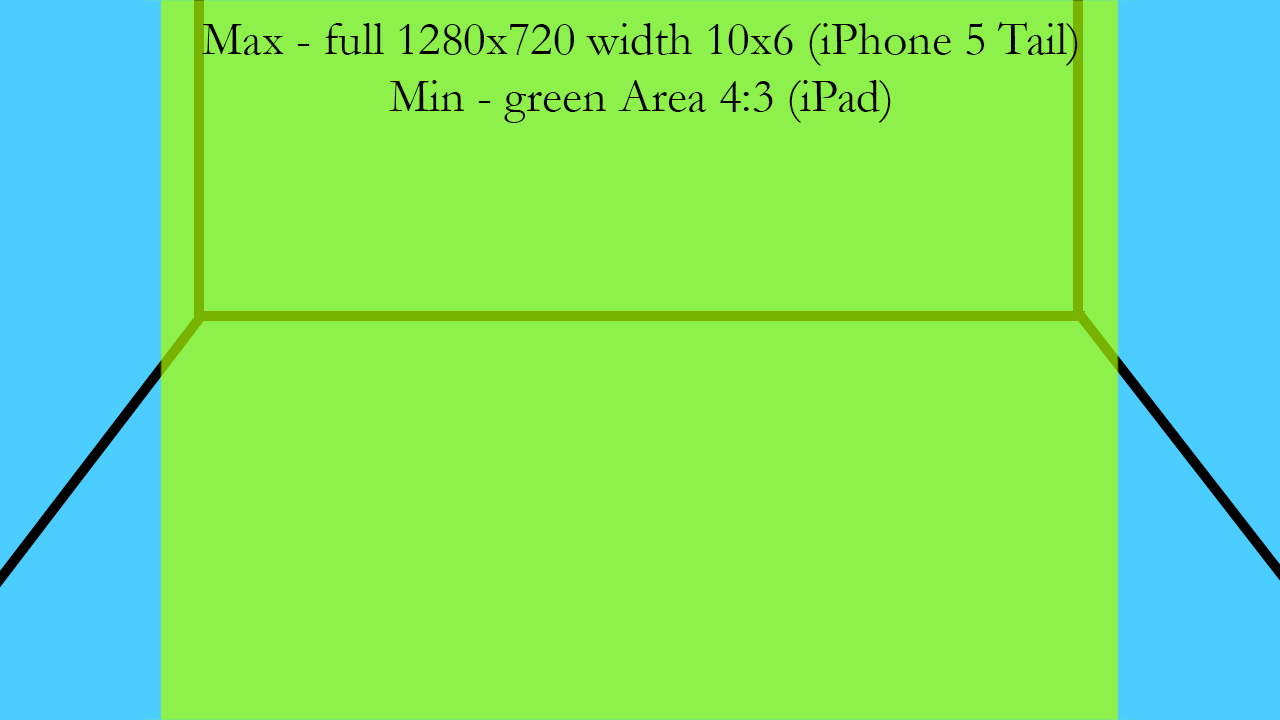 Max - full 1280x720 width 10x6 (iPhone 5 Tail)
Min - green Area 4:3 (iPad)